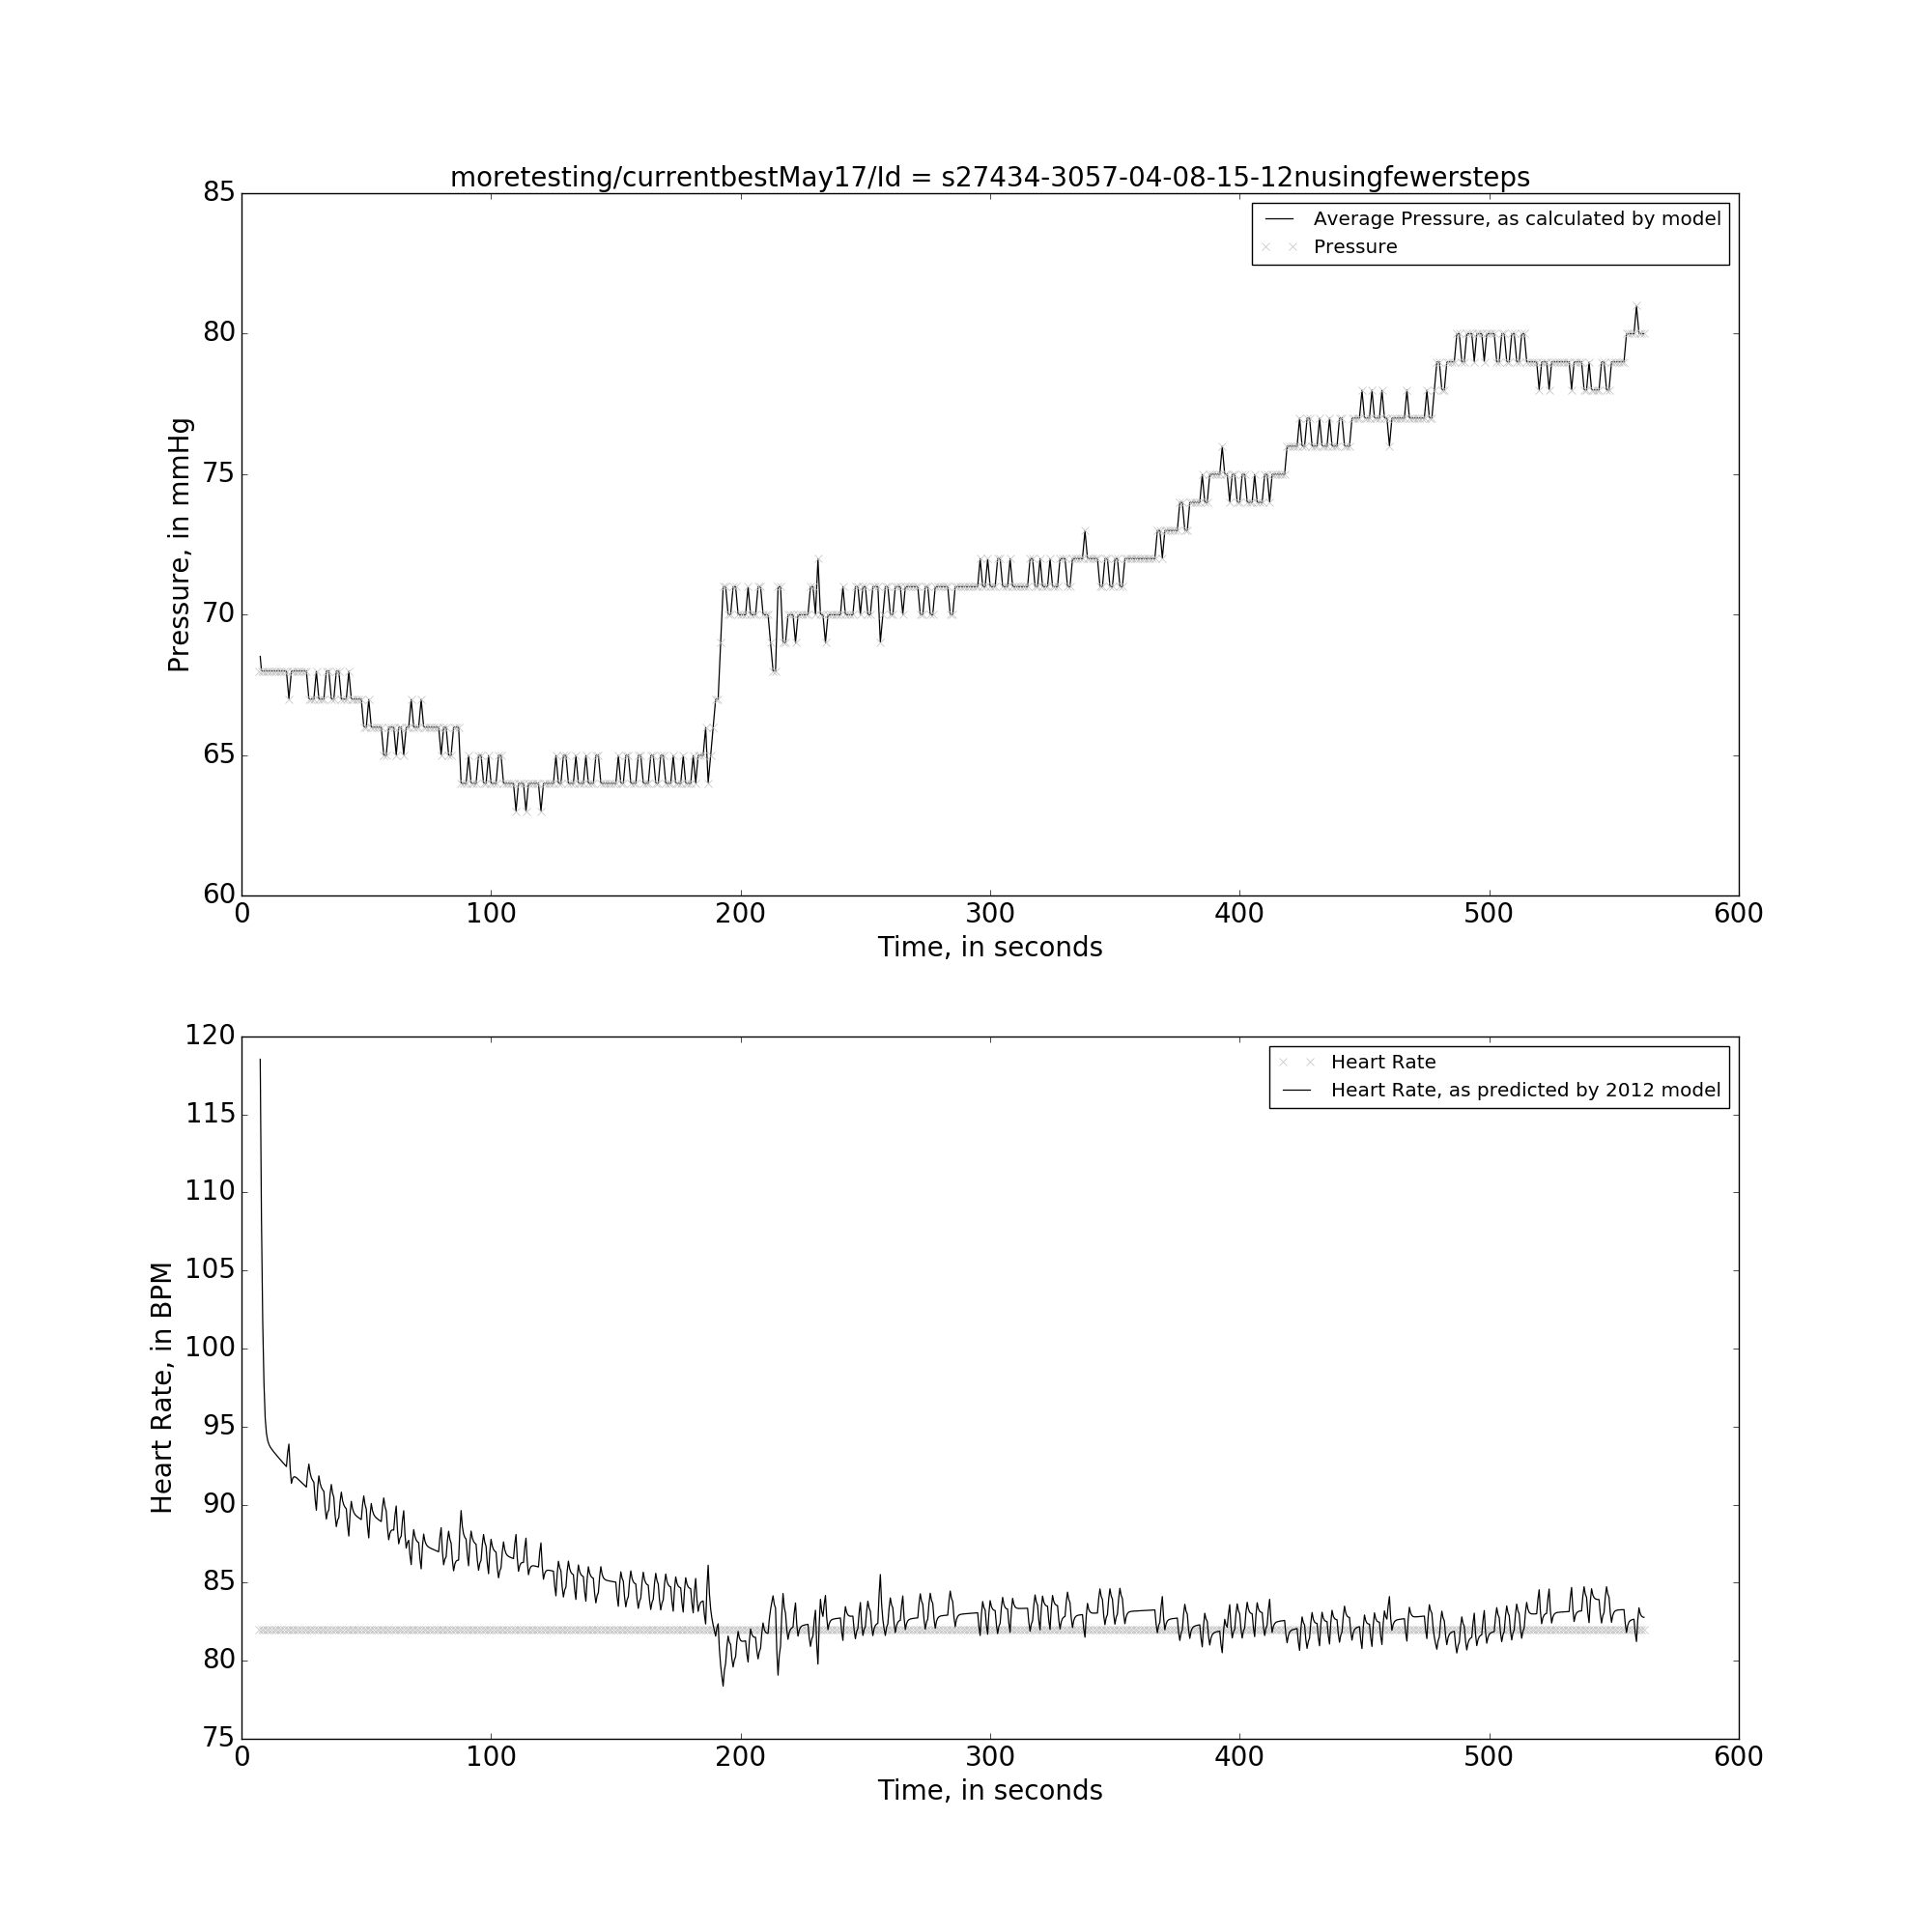 moretesting/currentbestMay17/Id = s27434-3057-04-08-15-12nusingfewersteps
85
80
75
70
65
60
Pressure, in mmHg
Average Pressure, as calculated by model
Pressure
0 100 200 300 400 500 600
Time, in seconds
120
115
110
105
100
95
90
85
80
75
Heart Rate, in BPM
Heart Rate
Heart Rate, as predicted by 2012 model
0 100 200 300 400 500 600
Time, in seconds